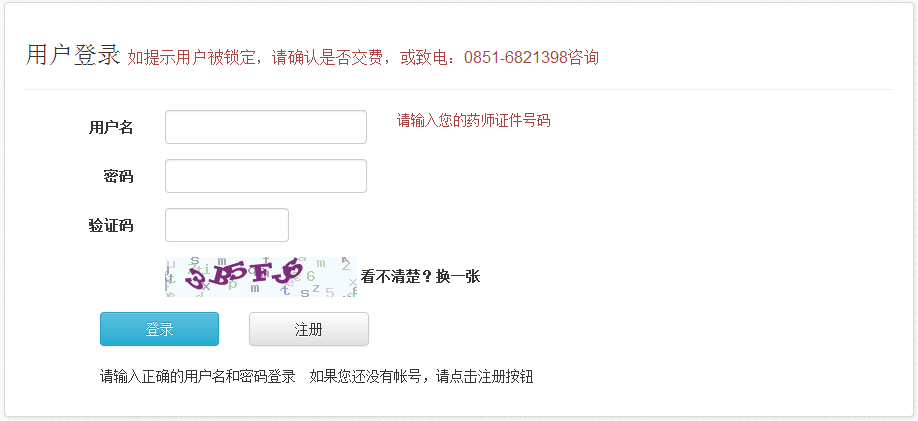 用户登录 如提示用户被锁定，请确认是否交费，或致电：0851-6821398咨询
用户名 请输入您的药师证件号码
密码
验证码
看不清楚？换一张
登录 注册
请输入正确的用户名和密码登录 如果您还没有帐号，请点击注册按钮